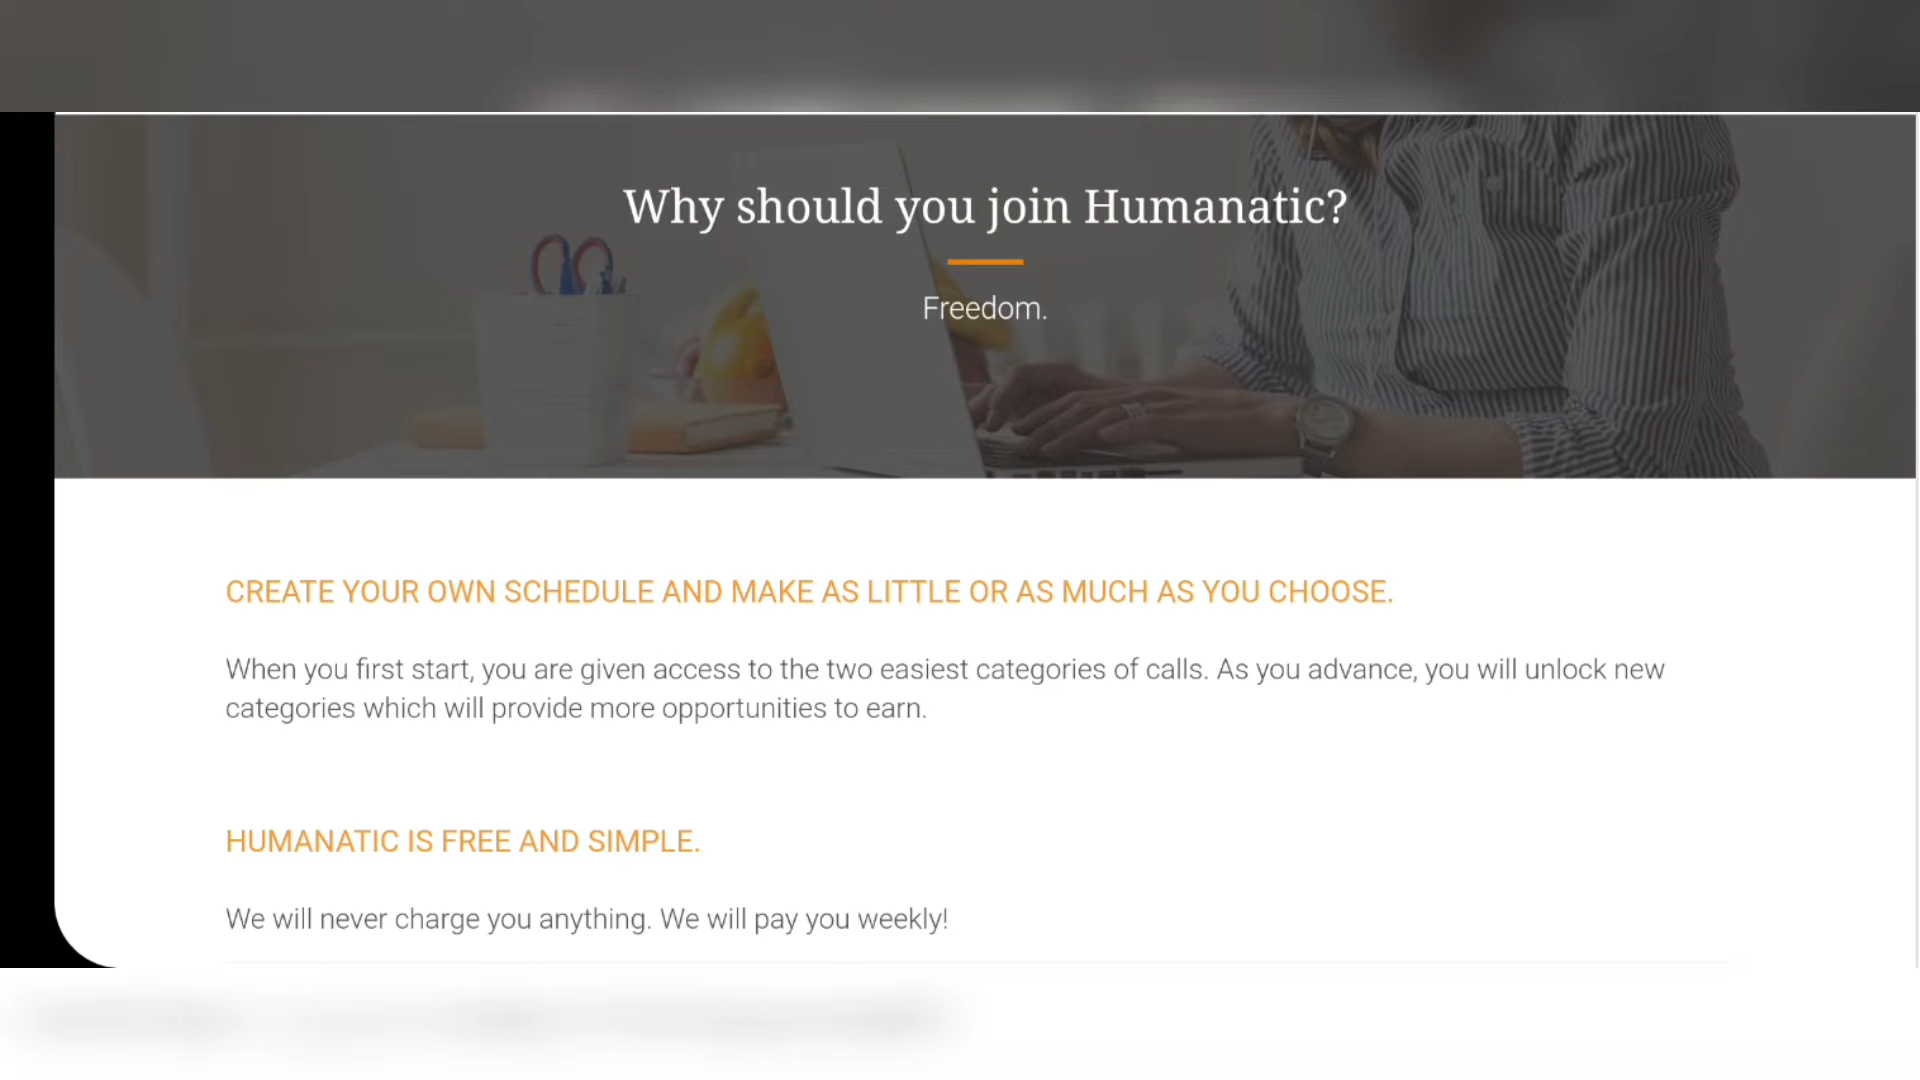 Why should you join Humanatic?
Freedom.
CREATE YOUR OWN SCHEDULE AND MAKE AS LITTLE OR AS MUCH AS YOU CHOOSE.
When you first start, you are given access to the two easiest categories of calls. As you advance, you will unlock new
categories which will provide more opportunities to earn.
HUMANATIC IS FREE AND SIMPLE.
We will never charge you anything. We will pay you weekly!